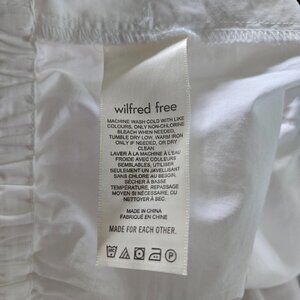 wilfred free
MACHINE WASH COLD WITH LIKE
COLOURS, ONLY NON-CHLORINE
BLEACH WHEN NEEDED,
TUMBLE DRY LOW, WARM IRON
ONLY IF NEEDED, OR DRY
CLEAN
LAVER À LA MACHINE À L'EAU
FROIDE AVEC COULEURS
SEMBLABLES, UTILISER
SEULEMENT UN JAVELLISANT
SANS CHLORE AU BESOIN,
SÉCHER À BASSE
TEMPÉRATURE, REPASSAGE
MOYEN SI NÉCESSAIRE, OU
NETTOYER À SEC.
MADE IN CHINA
FABRIQUÉ EN CHINE
MADE FOR EACH OTHER.